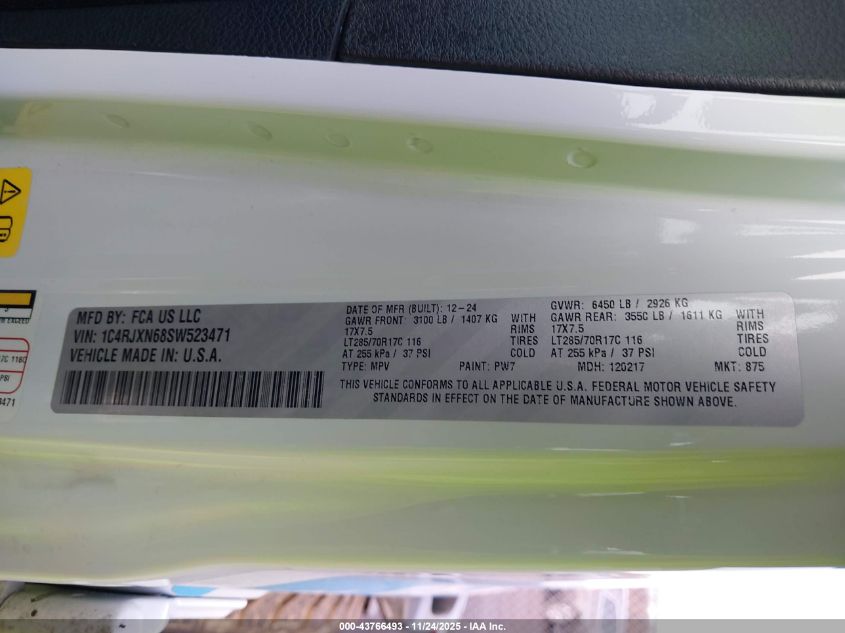 MFD BY: FCA US LLC
VIN: 1C4RJXN68SW523471
VEHICLE MADE IN: U.S.A.
DATE OF MFR (BUILT): 12-24
GAWR FRONT: 3100 LB / 1407 KG WITH
17X7.5 RIMS
LT285/70R17C 116 TIRES
AT 255 kPa / 37 PSI COLD
GVWR: 6450 LB / 2926 KG
GAWR REAR: 3550 LB / 1611 KG WITH
17X7.5 RIMS
LT285/70R17C 116 TIRES
AT 255 kPa / 37 PSI COLD
TYPE: MPV PAINT: PW7 MDH: 120217 MKT: 875
THIS VEHICLE CONFORMS TO ALL APPLICABLE U.S.A. FEDERAL MOTOR VEHICLE SAFETY
STANDARDS IN EFFECT ON THE DATE OF MANUFACTURE SHOWN ABOVE.
R EXCEED
7C 116C
PSI
3471
000-43766493 - 11/24/2025 - IAA Inc.